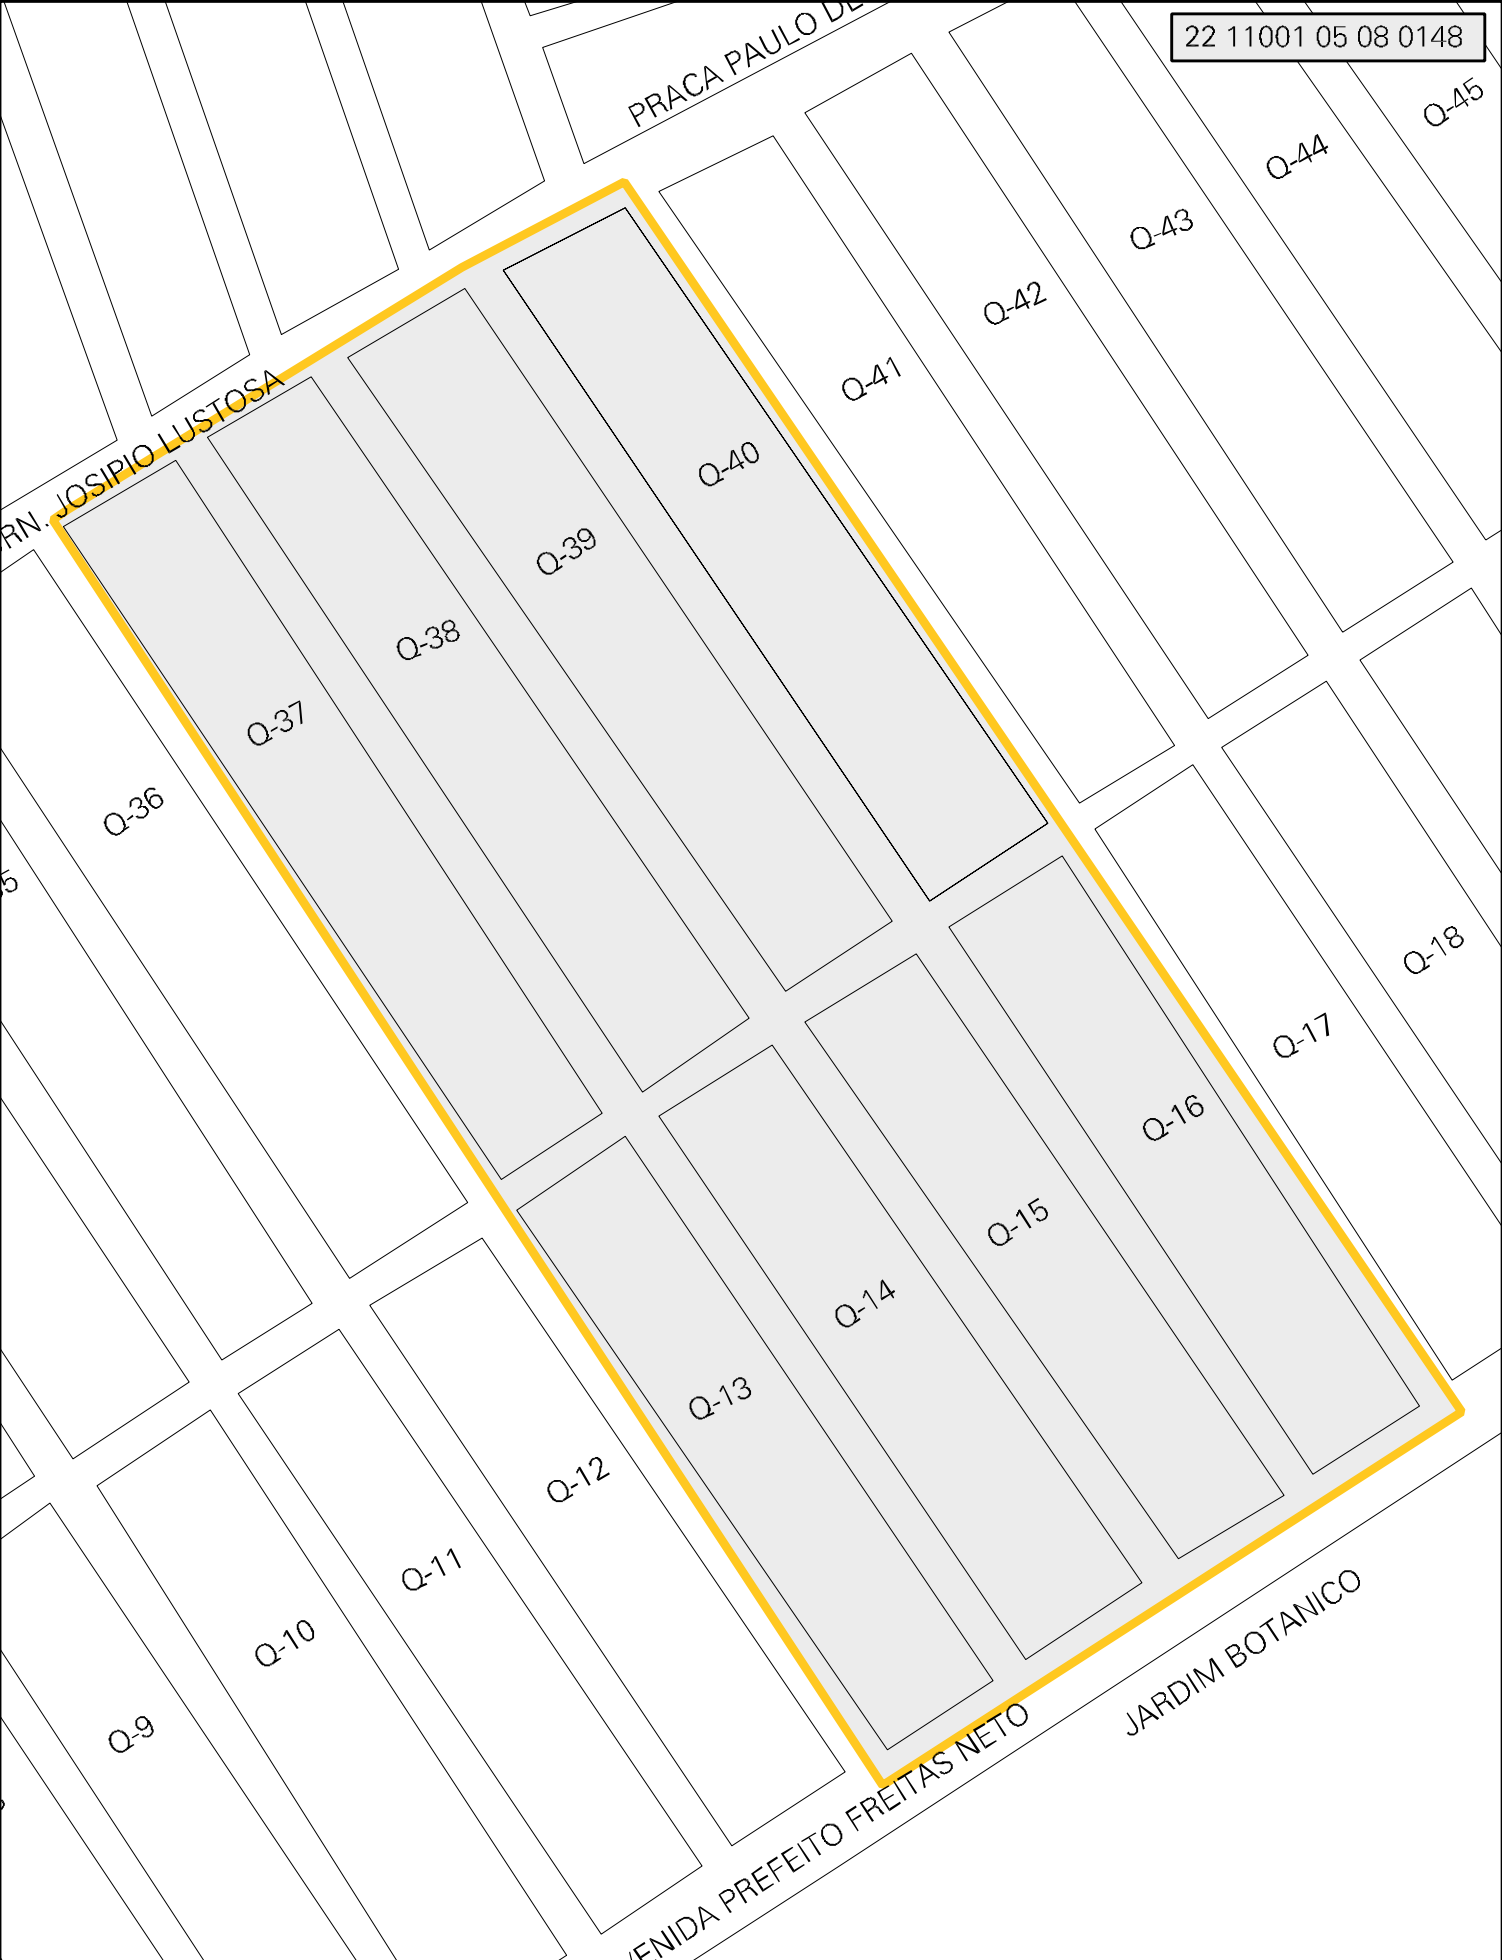 PRACA PAULO DE
22 11001 05 08 0148
Q-45
Q-44
Q-43
Q-42
Q-41
RN. JOSIPIO LUSTOSA
Q-40
Q-39
Q-38
Q-37
Q-36
5
Q-18
Q-17
Q-16
Q-15
Q-14
Q-13
Q-12
Q-11
Q-10
Q-9
JARDIM BOTANICO
VENIDA PREFEITO FREITAS NETO